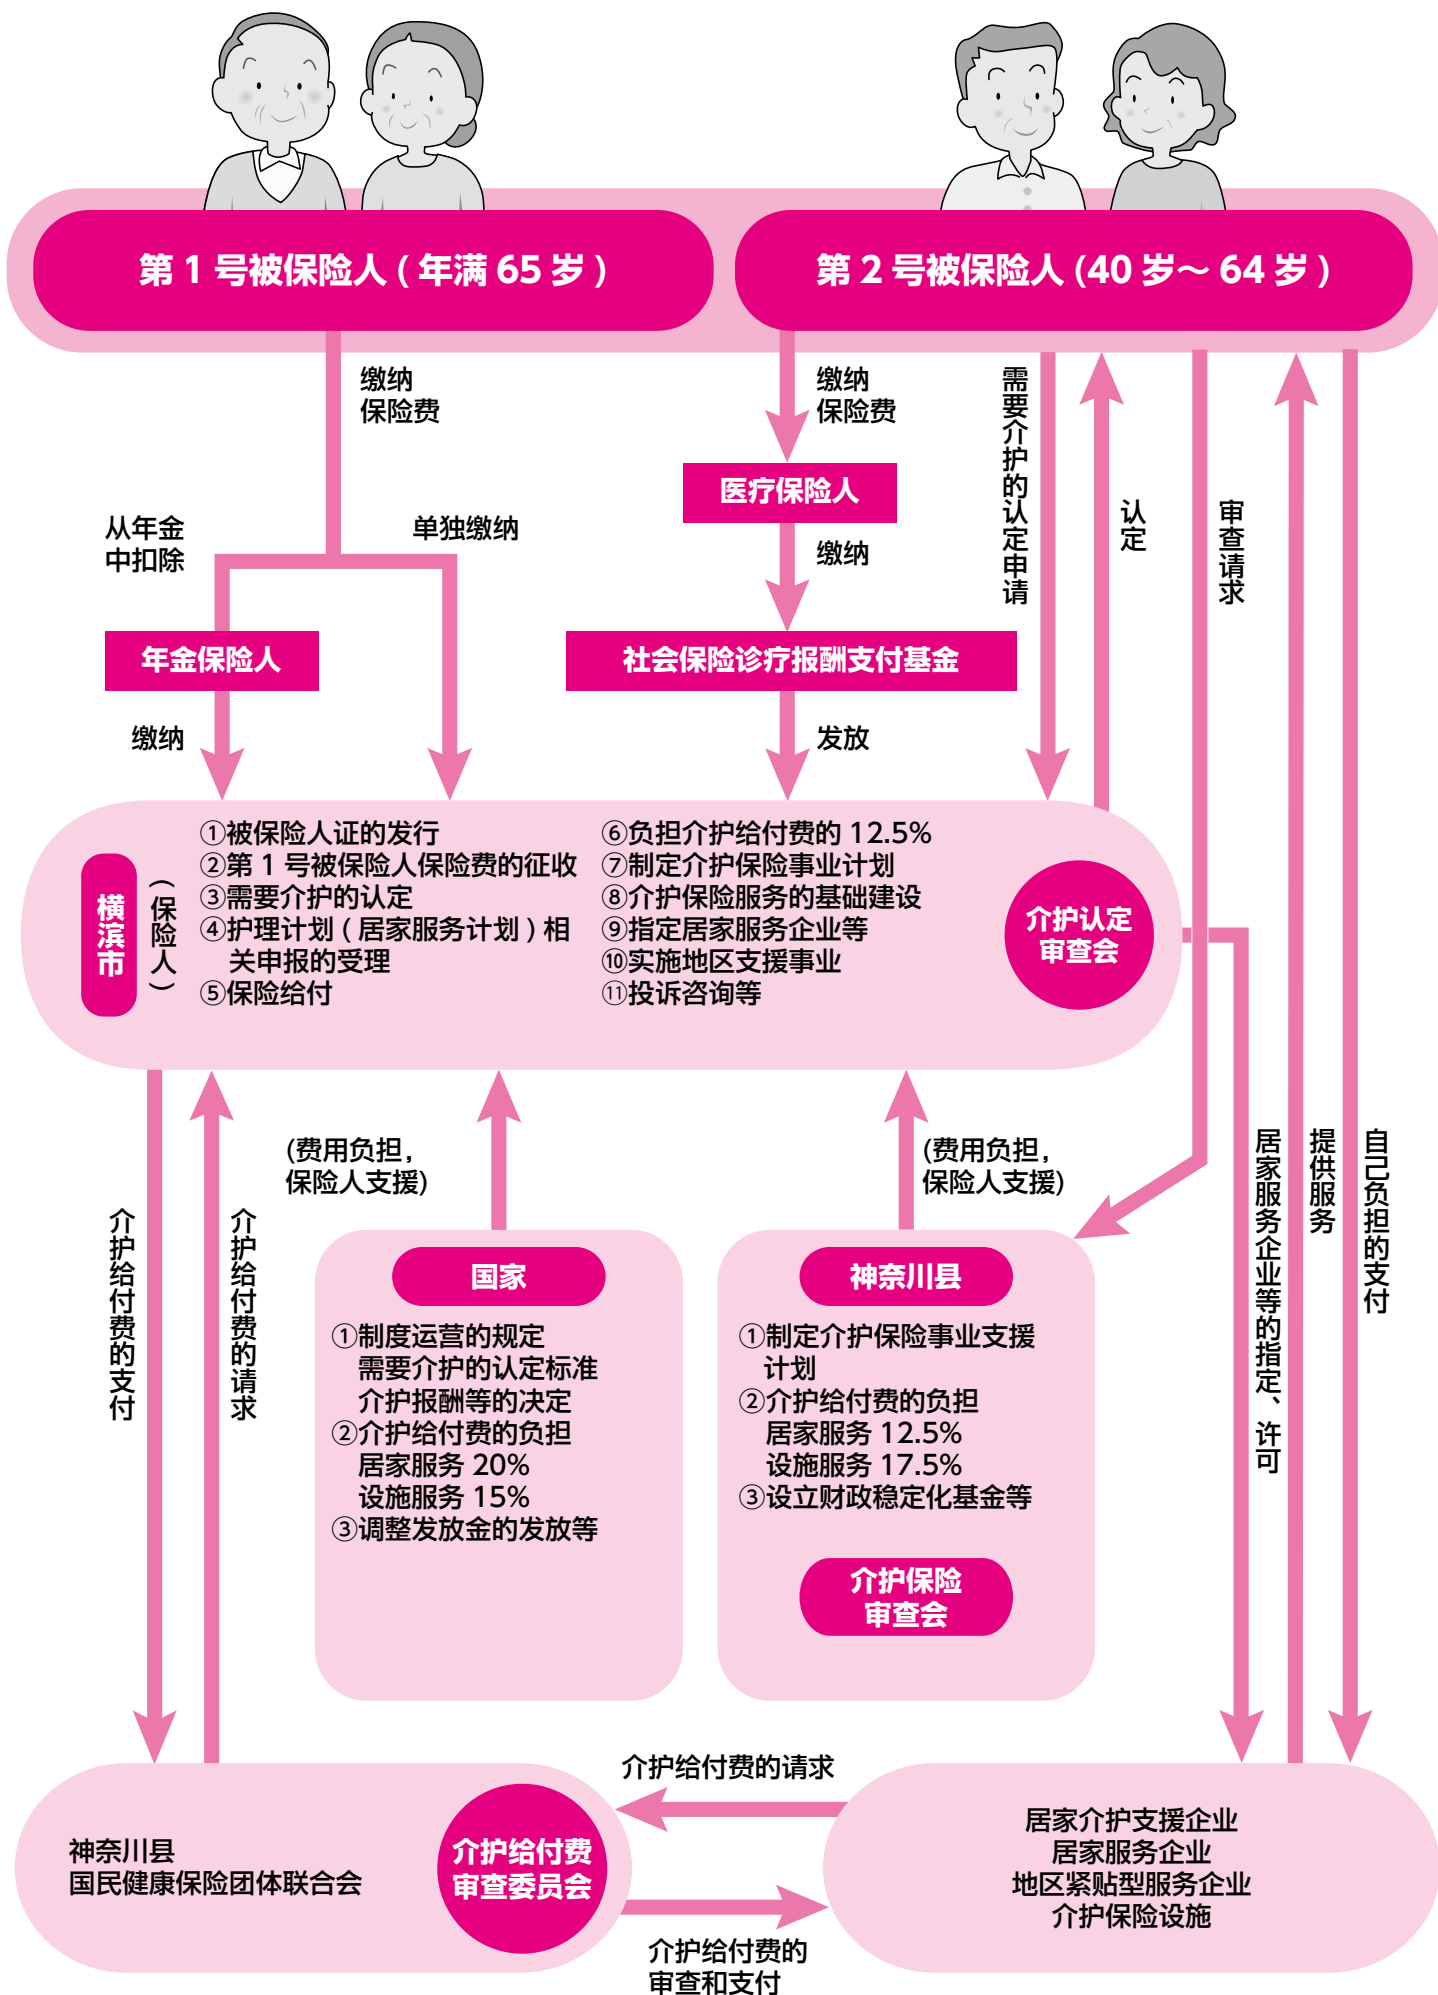 第 1 号被保险人 ( 年满 65 岁 )
第 2 号被保险人 (40 岁～ 64 岁 )
缴纳
保险费
从年金
中扣除
单独缴纳
年金保险人
缴纳
缴纳
保险费
医疗保险人
缴纳
社会保险诊疗报酬支付基金
发放
需要介护的认定申请
认定
审查请求
横滨市
(保险人)
①被保险人证的发行
②第 1 号被保险人保险费的征收
③需要介护的认定
④护理计划 ( 居家服务计划 ) 相
关申报的受理
⑤保险给付
⑥负担介护给付费的 12.5%
⑦制定介护保险事业计划
⑧介护保险服务的基础建设
⑨指定居家服务企业等
⑩实施地区支援事业
⑪投诉咨询等
介护认定
审查会
介护给付费的支付
介护给付费的请求
(费用负担，
保险人支援)
(费用负担，
保险人支援)
居家服务企业等的指定、许可
提供服务
自己负担的支付
国家
①制度运营的规定
需要介护的认定标准
介护报酬等的决定
②介护给付费的负担
居家服务 20%
设施服务 15%
③调整发放金的发放等
神奈川县
①制定介护保险事业支援
计划
②介护给付费的负担
居家服务 12.5%
设施服务 17.5%
③设立财政稳定化基金等
介护保险
审查会
神奈川县
国民健康保险团体联合会
介护给付费
审查委员会
介护给付费的请求
介护给付费的
审查和支付
居家介护支援企业
居家服务企业
地区紧贴型服务企业
介护保险设施